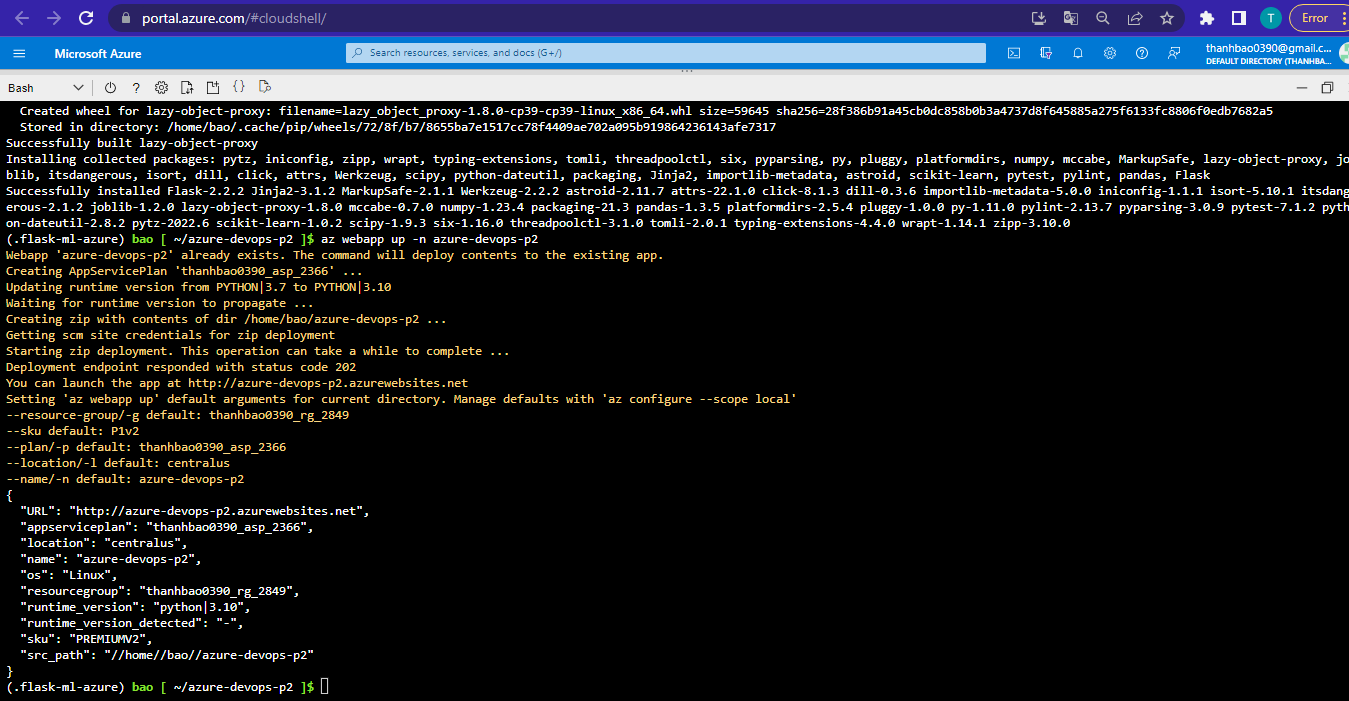 portal.azure.com/#cloudshell/
T
Error
Microsoft Azure
Search resources, services, and docs (G+/)
thanhbao0390@gmail.c...
DEFAULT DIRECTORY (THANHBA...
Bash
Created wheel for lazy-object-proxy: filename=lazy_object_proxy-1.8.0-cp39-cp39-linux_x86_64.whl size=59645 sha256=28f386b91a45cb0dc858b0b3a4737d8f645885a275f6133fc8806f0edb7682a5
Stored in directory: /home/bao/.cache/pip/wheels/72/8f/b7/8655ba7e1517cc78f4409ae702a095b919864236143afe7317
Successfully built lazy-object-proxy
Installing collected packages: pytz, iniconfig, zipp, wrapt, typing-extensions, tomli, threadpoolctl, six, pyparsing, py, pluggy, platformdirs, numpy, mccabe, MarkupSafe, lazy-object-proxy, jo
blib, itsdangerous, isort, dill, click, attrs, Werkzeug, scipy, python-dateutil, packaging, Jinja2, importlib-metadata, astroid, scikit-learn, pytest, pylint, pandas, Flask
Successfully installed Flask-2.2.2 Jinja2-3.1.2 MarkupSafe-2.1.1 Werkzeug-2.2.2 astroid-2.11.7 attrs-22.1.0 click-8.1.3 dill-0.3.6 importlib-metadata-5.0.0 iniconfig-1.1.1 isort-5.10.1 itsdang
erous-2.1.2 joblib-1.2.0 lazy-object-proxy-1.8.0 mccabe-0.7.0 numpy-1.23.4 packaging-21.3 pandas-1.3.5 platformdirs-2.5.4 pluggy-1.0.0 py-1.11.0 pylint-2.13.7 pyparsing-3.0.9 pytest-7.1.2 pyth
on-dateutil-2.8.2 pytz-2022.6 scikit-learn-1.0.2 scipy-1.9.3 six-1.16.0 threadpoolctl-3.1.0 tomli-2.0.1 typing-extensions-4.4.0 wrapt-1.14.1 zipp-3.10.0
(.flask-ml-azure) bao [ ~/azure-devops-p2 ]$ az webapp up -n azure-devops-p2
Webapp 'azure-devops-p2' already exists. The command will deploy contents to the existing app.
Creating AppServicePlan 'thanhbao0390_asp_2366' ...
Updating runtime version from PYTHON|3.7 to PYTHON|3.10
Waiting for runtime version to propagate ...
Creating zip with contents of dir /home/bao/azure-devops-p2 ...
Getting scm site credentials for zip deployment
Starting zip deployment. This operation can take a while to complete ...
Deployment endpoint responded with status code 202
You can launch the app at http://azure-devops-p2.azurewebsites.net
Setting 'az webapp up' default arguments for current directory. Manage defaults with 'az configure --scope local'
--resource-group/-g default: thanhbao0390_rg_2849
--sku default: P1v2
--plan/-p default: thanhbao0390_asp_2366
--location/-l default: centralus
--name/-n default: azure-devops-p2
{
"URL": "http://azure-devops-p2.azurewebsites.net",
"appserviceplan": "thanhbao0390_asp_2366",
"location": "centralus",
"name": "azure-devops-p2",
"os": "Linux",
"resourcegroup": "thanhbao0390_rg_2849",
"runtime_version": "python|3.10",
"runtime_version_detected": "-",
"sku": "PREMIUMV2",
"src_path": "//home//bao//azure-devops-p2"
}
(.flask-ml-azure) bao [ ~/azure-devops-p2 ]$